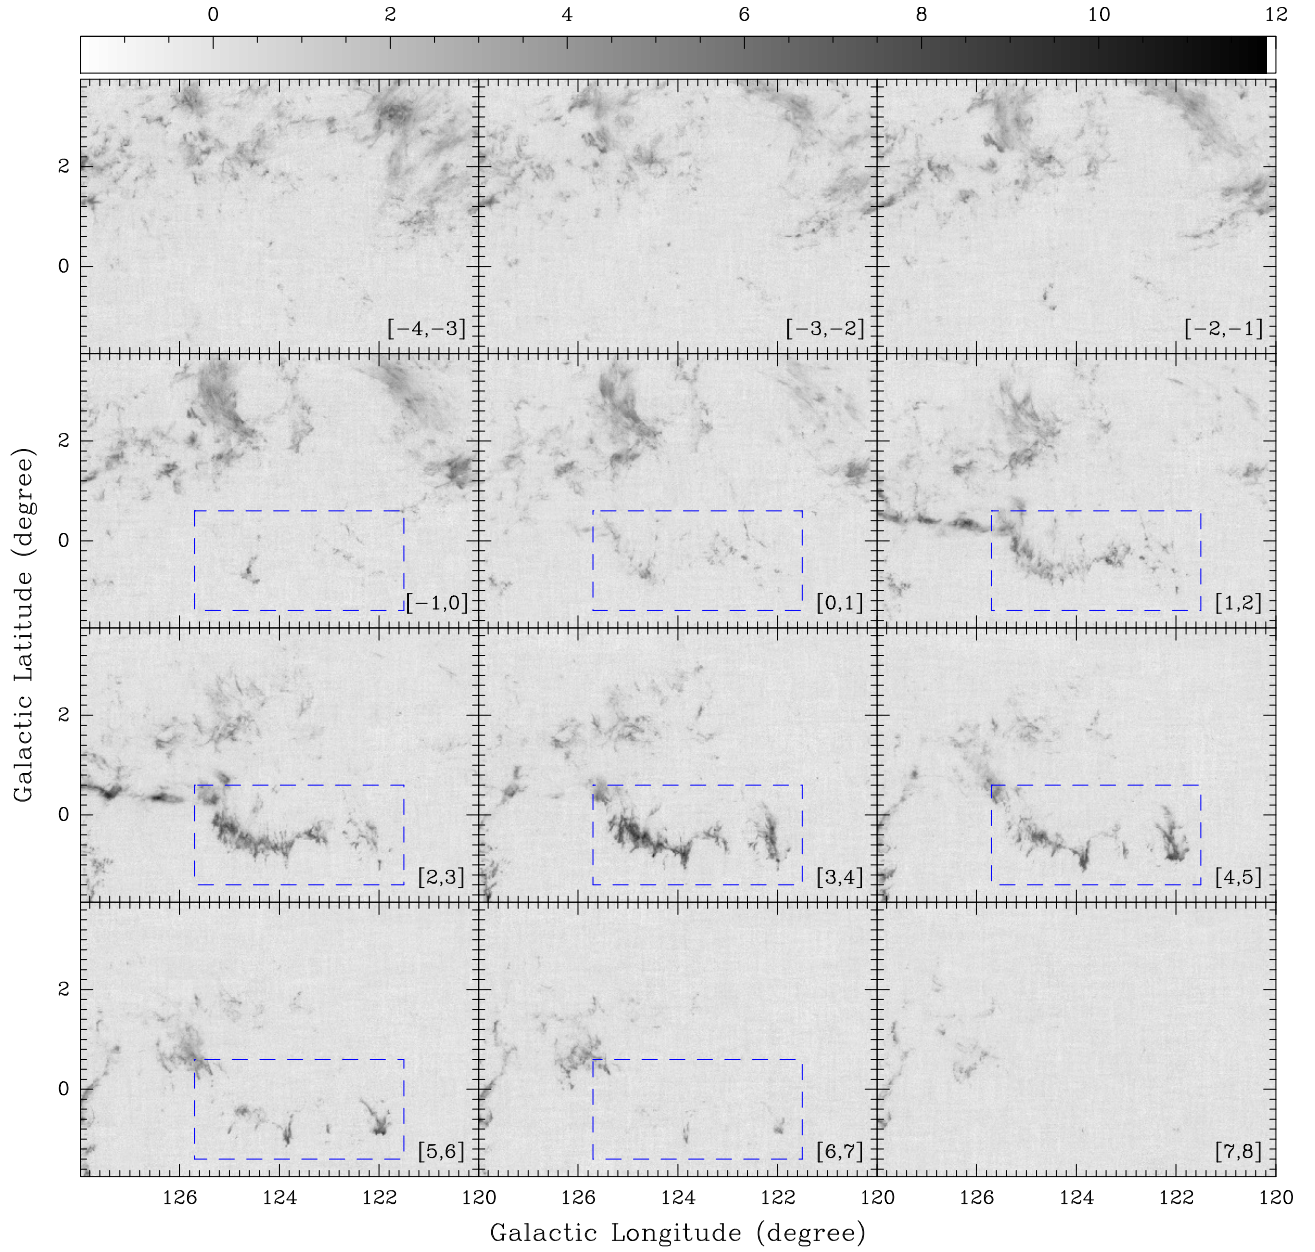 0 2 4 6 8 10 12
2
0
[−4,−3] [−3,−2] [−2,−1]
2
0
[−1,0] [0,1] [1,2]
Galactic Latitude (degree)
2
0
[2,3] [3,4] [4,5]
2
0
[5,6] [6,7] [7,8]
126 124 122 120 126 124 122 120 126 124 122 120
Galactic Longitude (degree)